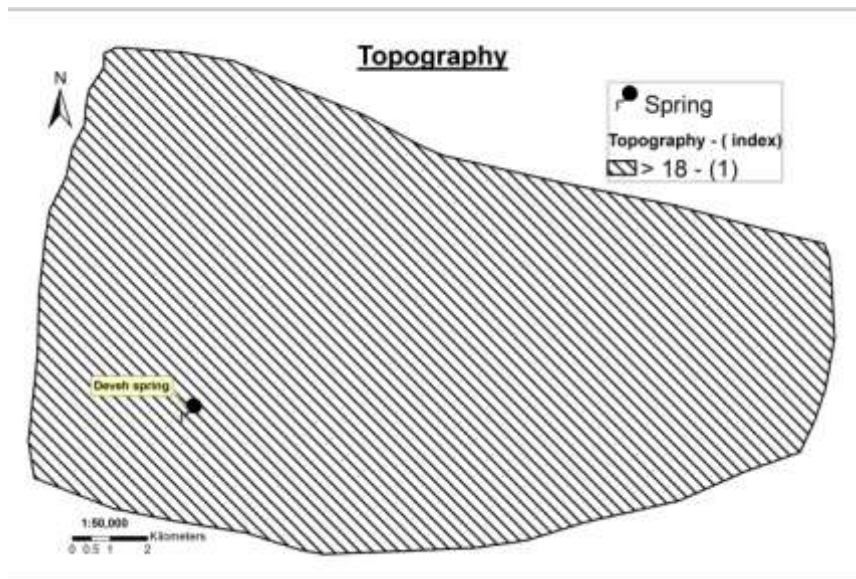 Topography
N
Spring
Topography - ( index)
> 18 - (1)
Deveh spring
1:50,000
Kilometers
0 0.5 1 2